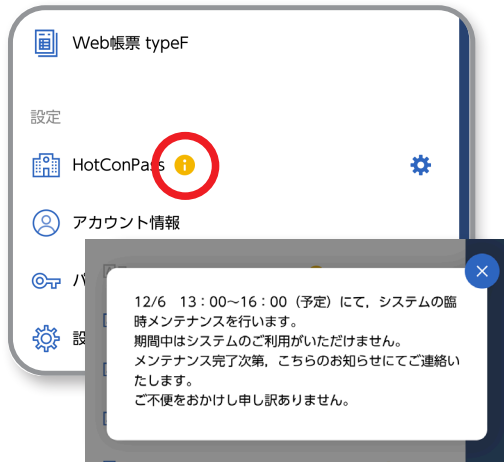 Web帳票 typeF
設定
HotConPass
アカウント情報
パ
設
12/6　13：00～16：00（予定）にて，システムの臨
時メンテナンスを行います。
期間中はシステムのご利用がいただけません。
メンテナンス完了次第，こちらのお知らせにてご連絡い
たします。
ご不便をおかけし申し訳ありません。